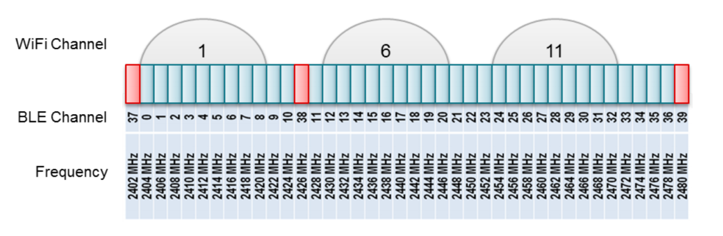 WiFi Channel 1 6 11
BLE Channel 37 0 1 2 3 4 5 6 7 8 9 10 38 11 12 13 14 15 16 17 18 19 20 21 22 23 24 25 26 27 28 29 30 31 32 33 34 35 36 39
Frequency 2402 MHz 2404 MHz 2406 MHz 2408 MHz 2410 MHz 2412 MHz 2414 MHz 2416 MHz 2418 MHz 2420 MHz 2422 MHz 2424 MHz 2426 MHz 2428 MHz 2430 MHz 2432 MHz 2434 MHz 2436 MHz 2438 MHz 2440 MHz 2442 MHz 2444 MHz 2446 MHz 2448 MHz 2450 MHz 2452 MHz 2454 MHz 2456 MHz 2458 MHz 2460 MHz 2462 MHz 2464 MHz 2466 MHz 2468 MHz 2470 MHz 2472 MHz 2474 MHz 2476 MHz 2478 MHz 2480 MHz